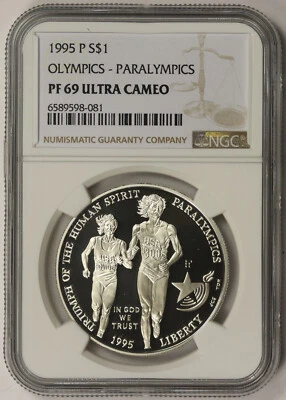 1995 P S$1
OLYMPICS - PARALYMPICS
PF 69 ULTRA CAMEO
6589598-081
NUMISMATIC GUARANTY COMPANY
NGC
TRIUMPH OF THE HUMAN SPIRIT
PARALYMPICS
IN GOD
WE
TRUST
1995
LIBERTY